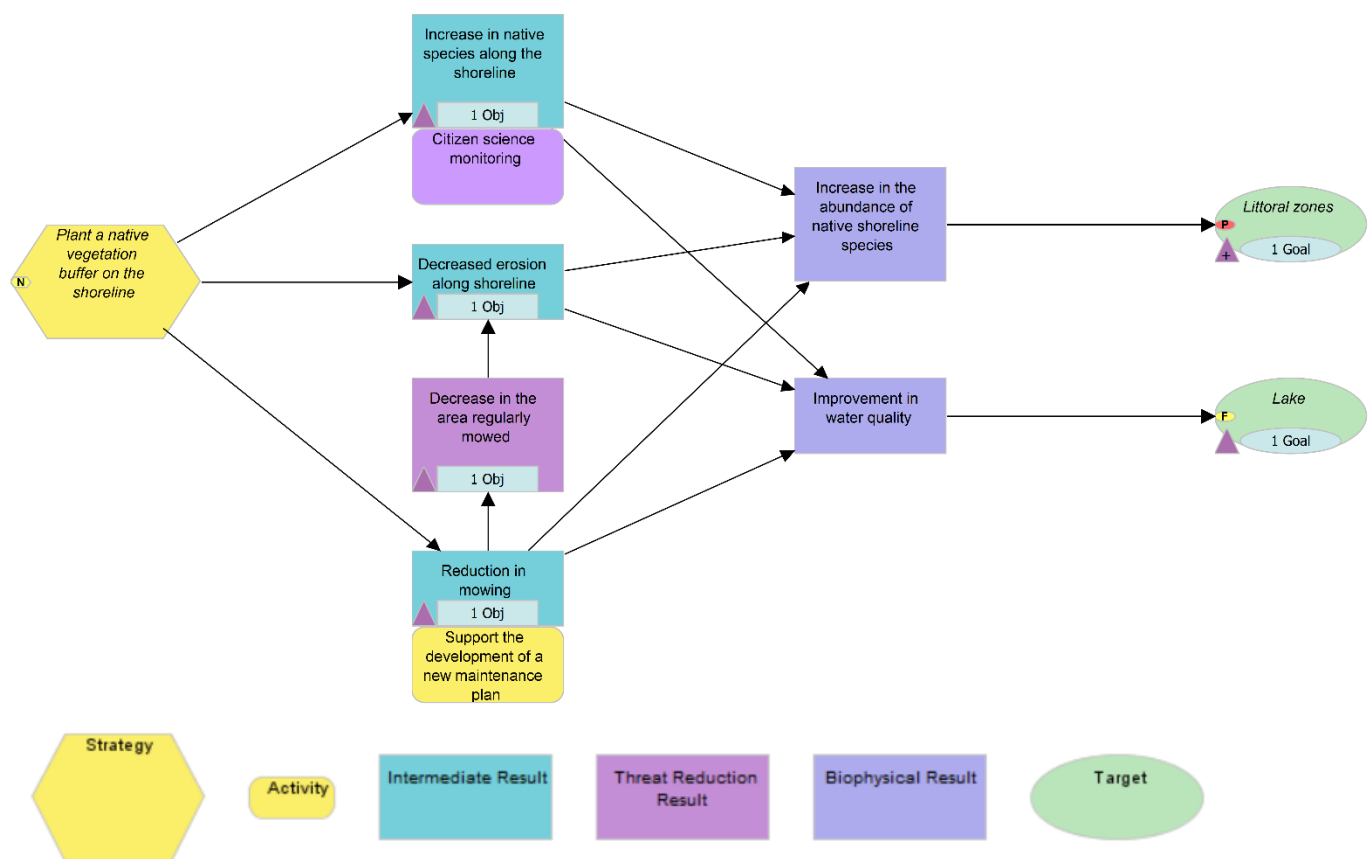 Increase in native
species along the
shoreline
1 Obj
Citizen science
monitoring
Plant a native
vegetation
buffer on the
shoreline
N
Decreased erosion
along shoreline
1 Obj
Decrease in the
area regularly
mowed
1 Obj
Reduction in
mowing
1 Obj
Support the
development of a
new maintenance
plan
Increase in the
abundance of
native shoreline
species
Improvement in
water quality
Littoral zones
P
+
1 Goal
Lake
F
1 Goal
Strategy
Activity
Intermediate Result
Threat Reduction
Result
Biophysical Result
Target